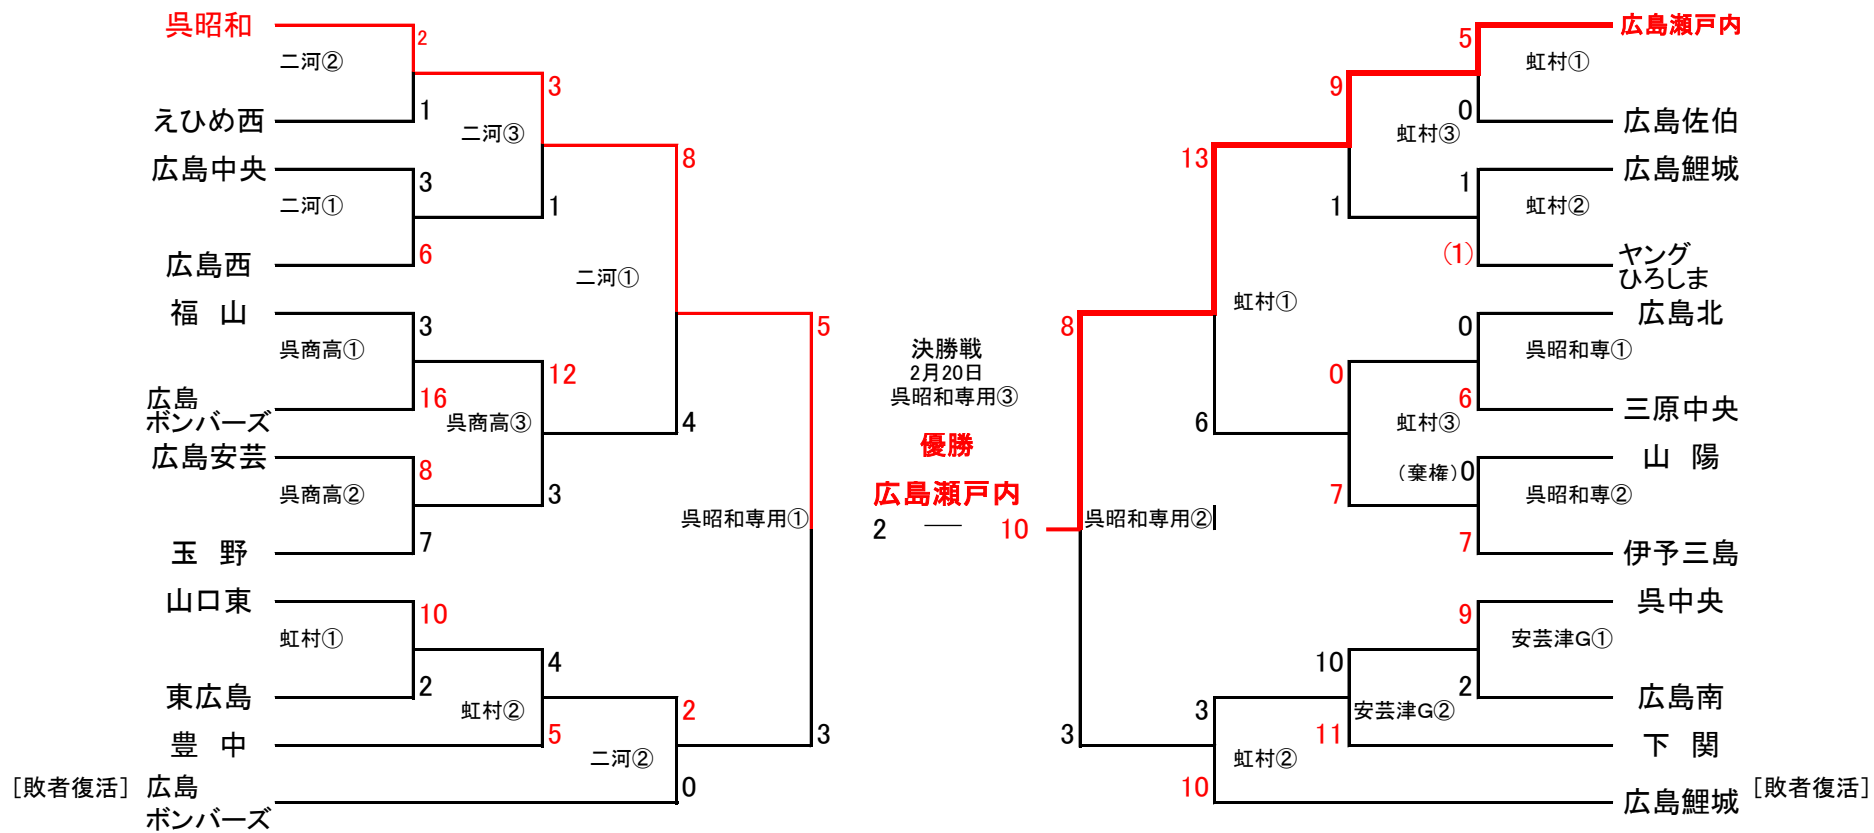 呉昭和
2
二河②
えひめ西
1
3
二河③
広島中央
3
二河①
広島西
6
1
8
二河①
福 山
3
呉商高①
広島
ボンバーズ
16
12
呉商高③
広島安芸
8
呉商高②
玉 野
7
3
4
5
呉昭和専用①
山口東
10
虹村①
東広島
2
4
虹村②
豊 中
5
2
二河②
[敗者復活]
広島
ボンバーズ
0
3
決勝戦
2月20日
呉昭和専用③
優勝
広島瀬戸内
2 ― 10
広島瀬戸内
5
虹村①
0
広島佐伯
9
虹村③
広島鯉城
1
虹村②
(1)
ヤング
ひろしま
1
13
虹村①
広島北
0
呉昭和専①
6
三原中央
0
虹村③
山 陽
(棄権)0
呉昭和専②
7
伊予三島
7
6
8
呉昭和専用②
呉中央
9
安芸津G①
2
広島南
10
安芸津G②
11
下 関
3
虹村②
10
広島鯉城
[敗者復活]
3